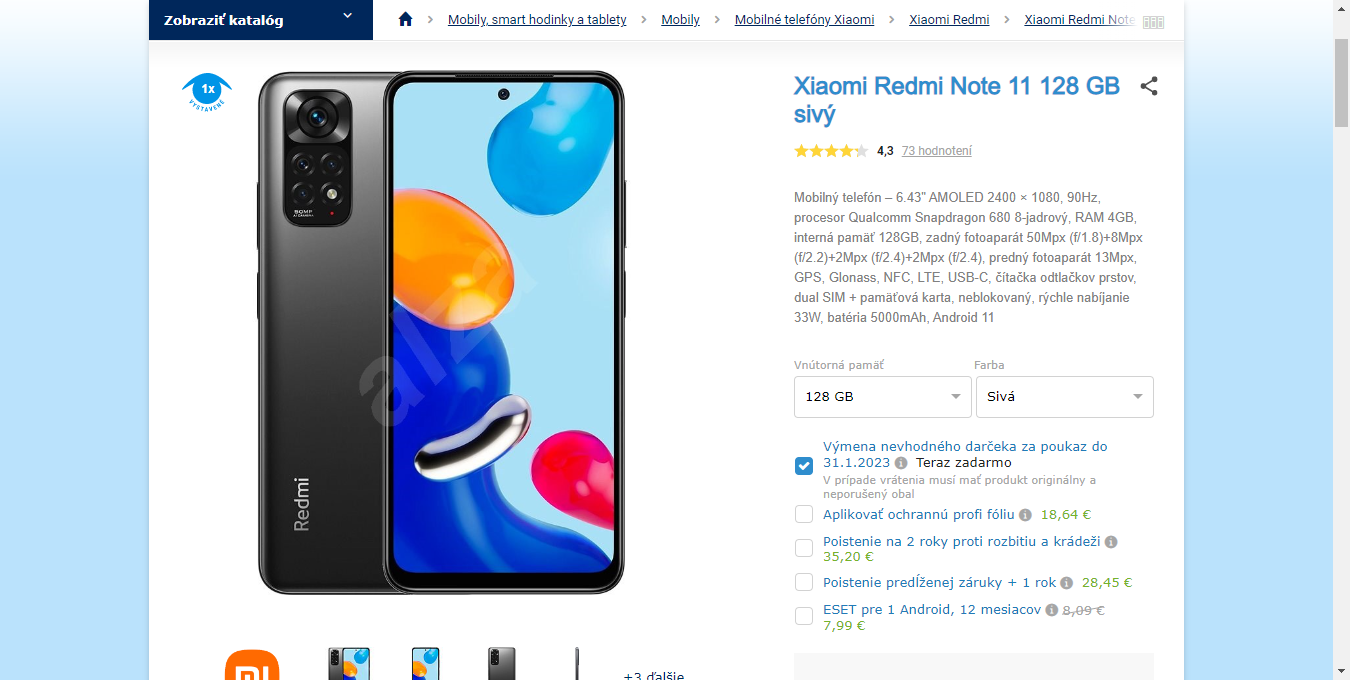 Zobraziť katalóg
Mobily, smart hodinky a tablety
Mobily
Mobilné telefóny Xiaomi
Xiaomi Redmi
Xiaomi Redmi Note
1x
VYSTAVENÉ
Xiaomi Redmi Note 11 128 GB
sivý
4,3 73 hodnotení
Mobilný telefón – 6.43" AMOLED 2400 × 1080, 90Hz,
procesor Qualcomm Snapdragon 680 8-jadrový, RAM 4GB,
interná pamäť 128GB, zadný fotoaparát 50Mpx (f/1.8)+8Mpx
(f/2.2)+2Mpx (f/2.4)+2Mpx (f/2.4), predný fotoaparát 13Mpx,
GPS, Glonass, NFC, LTE, USB-C, čítačka odtlačkov prstov,
dual SIM + pamäťová karta, neblokovaný, rýchle nabíjanie
33W, batéria 5000mAh, Android 11
Vnútorná pamäť
Farba
128 GB
Sivá
Výmena nevhodného darčeka za poukaz do
31.1.2023 Teraz zadarmo
V prípade vrátenia musí mať produkt originálny a
neporušený obal
Aplikovať ochrannú profi fóliu 18,64 €
Poistenie na 2 roky proti rozbitiu a krádeži
35,20 €
Poistenie predĺženej záruky + 1 rok 28,45 €
ESET pre 1 Android, 12 mesiacov 8,09 €
7,99 €
50MP
AI CAMERA
Redmi
alza
+3 ďalšie